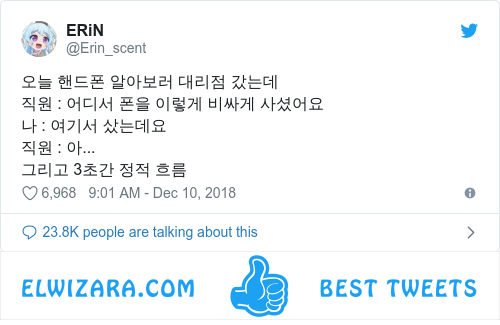 ERiN
@Erin_scent
오늘 핸드폰 알아보러 대리점 갔는데
직원 : 어디서 폰을 이렇게 비싸게 사셨어요
나 : 여기서 샀는데요
직원 : 아...
그리고 3초간 정적 흐름
6,968 9:01 AM - Dec 10, 2018
23.8K people are talking about this
ELWIZARA.COM BEST TWEETS